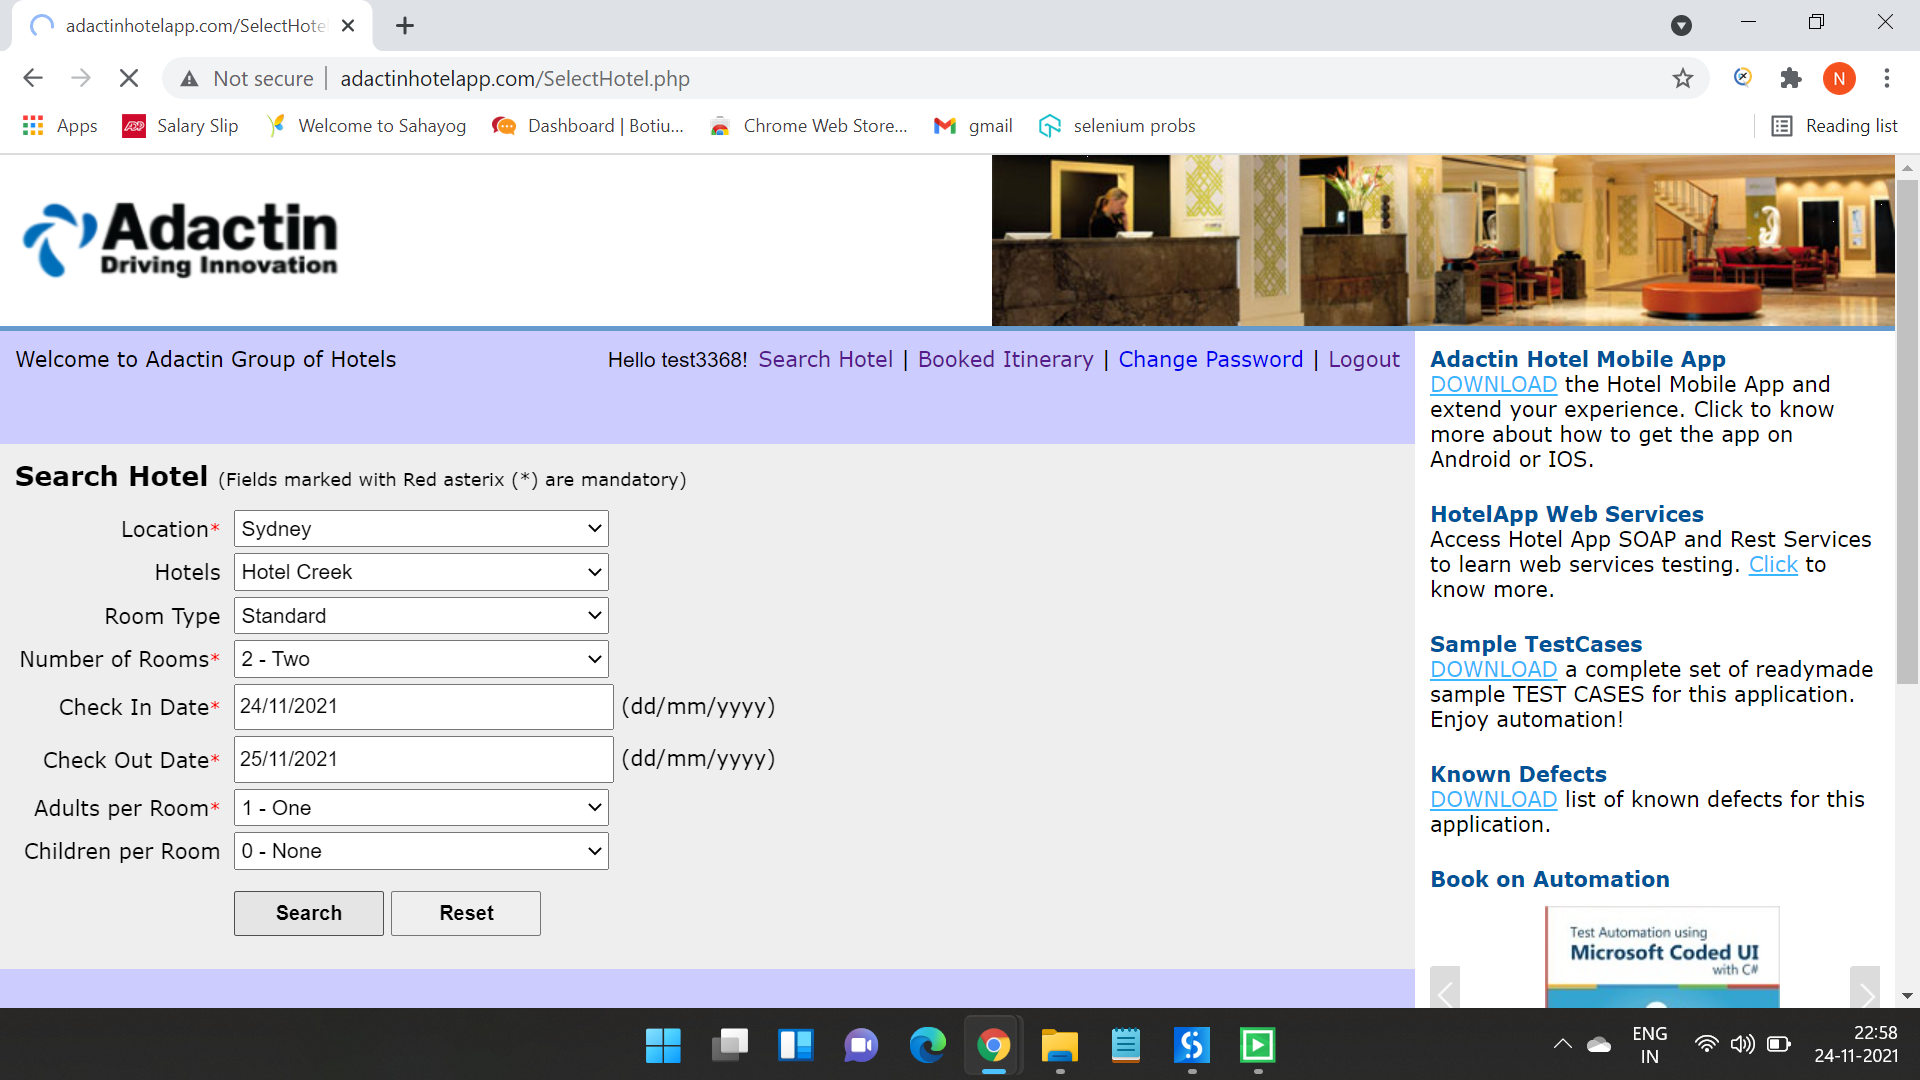 adactinhotelapp.com/SelectHote
Not secure
adactinhotelapp.com/SelectHotel.php
N
Apps
ADP
Salary Slip
Welcome to Sahayog
Dashboard | Botiu...
Chrome Web Store...
gmail
selenium probs
Reading list
Adactin
Driving Innovation
Welcome to Adactin Group of Hotels
Hello test3368! Search Hotel | Booked Itinerary | Change Password | Logout
Search Hotel (Fields marked with Red asterix (*) are mandatory)
Location* Sydney
Hotels Hotel Creek
Room Type Standard
Number of Rooms* 2 - Two
Check In Date* 24/11/2021 (dd/mm/yyyy)
Check Out Date* 25/11/2021 (dd/mm/yyyy)
Adults per Room* 1 - One
Children per Room 0 - None
Search Reset
Adactin Hotel Mobile App
DOWNLOAD the Hotel Mobile App and
extend your experience. Click to know
more about how to get the app on
Android or IOS.
HotelApp Web Services
Access Hotel App SOAP and Rest Services
to learn web services testing. Click to
know more.
Sample TestCases
DOWNLOAD a complete set of readymade
sample TEST CASES for this application.
Enjoy automation!
Known Defects
DOWNLOAD list of known defects for this
application.
Book on Automation
Test Automation using
Microsoft Coded UI
with C#
ENG
IN
22:58
24-11-2021